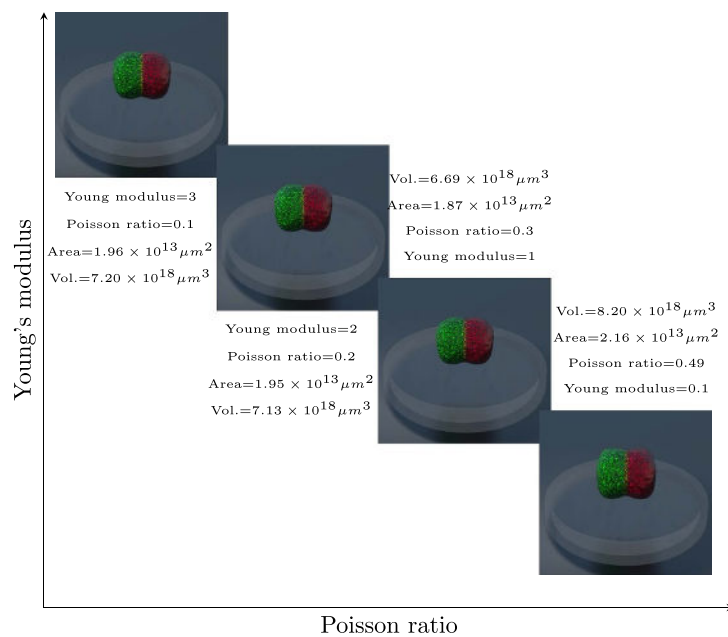 Vol.=6.69 × 10^18 μm^3
Area=1.87 × 10^13 μm^2
Poisson ratio=0.3
Young modulus=1
Young modulus=3
Poisson ratio=0.1
Area=1.96 × 10^13 μm^2
Vol.=7.20 × 10^18 μm^3
Vol.=8.20 × 10^18 μm^3
Area=2.16 × 10^13 μm^2
Poisson ratio=0.49
Young modulus=0.1
Young modulus=2
Poisson ratio=0.2
Area=1.95 × 10^13 μm^2
Vol.=7.13 × 10^18 μm^3
Young's modulus
Poisson ratio